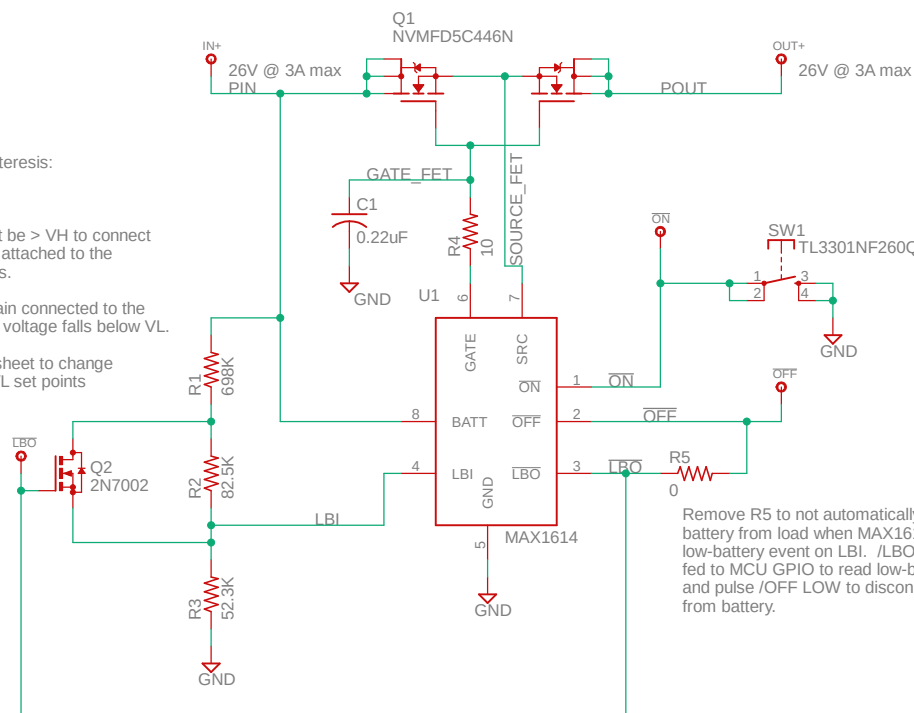 Q1
NVMFD5C446N
IN+
OUT+
26V @ 3A max
26V @ 3A max
PIN
POUT
teresis:
GATE_FET
SOURCE_FET
C1
0.22uF
R4
10
GND
t be > VH to connect
attached to the
s.
ain connected to the
voltage falls below VL.
sheet to change
L set points
ON
SW1
TL3301NF260Q
1
2
3
4
GND
U1
6
7
GATE
SRC
ON
1
ON
OFF
8
BATT
OFF
2
OFF
4
LBI
LBO
3
LBO
GND
5
MAX1614
GND
R1
698K
LBO
Q2
2N7002
R2
82.5K
LBI
R3
52.3K
GND
R5
0
Remove R5 to not automatically
battery from load when MAX16
low-battery event on LBI. /LBO
fed to MCU GPIO to read low-b
and pulse /OFF LOW to discon
from battery.